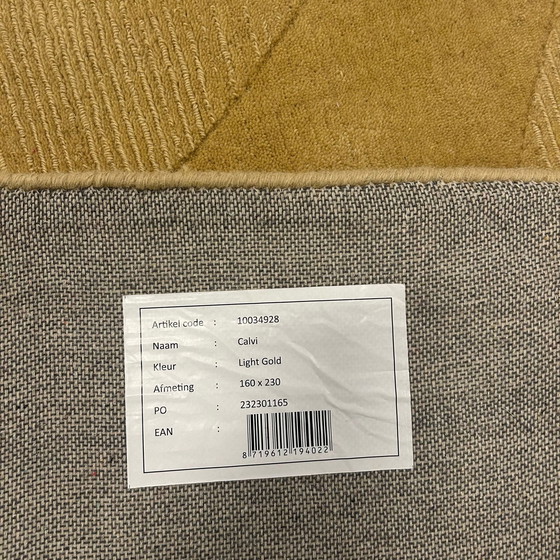 Artikel code : 10034928
Naam : Calvi
Kleur : Light Gold
Afmeting : 160 x 230
PO : 232301165
EAN :
8 719612 194022